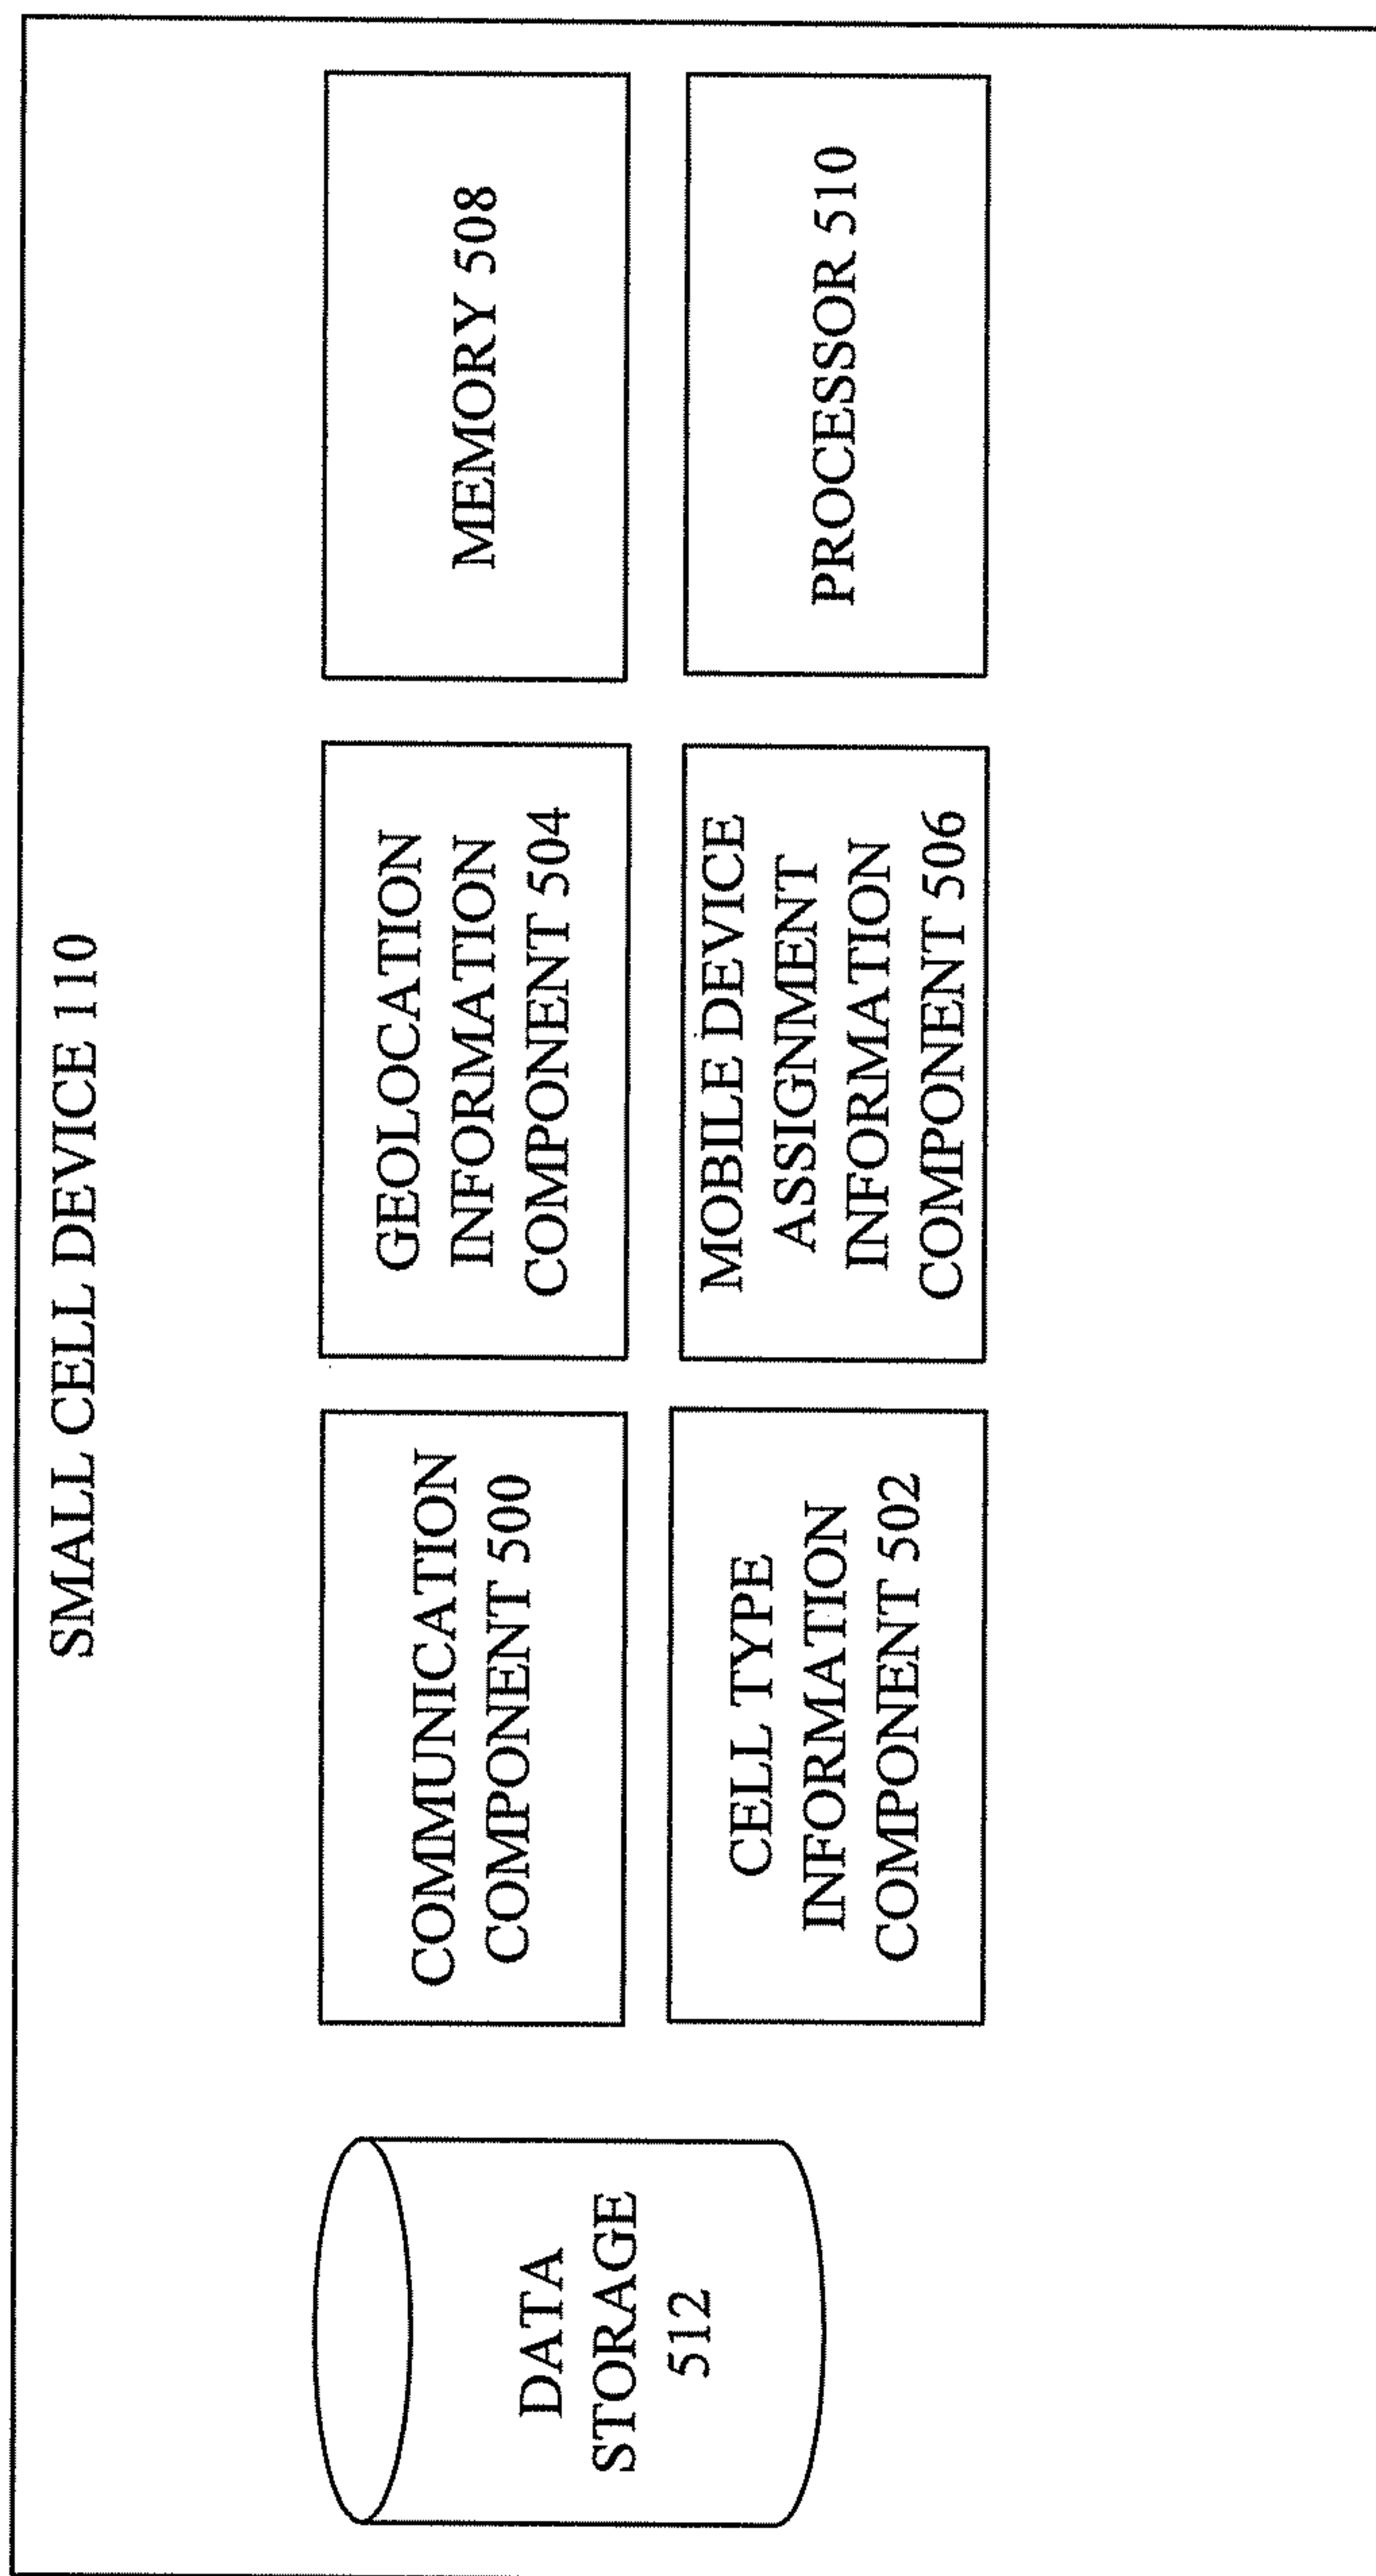 SMALL CELL DEVICE 110
DATA
STORAGE
512
COMMUNICATION
COMPONENT 500
CELL TYPE
INFORMATION
COMPONENT 502
GEOLOCATION
INFORMATION
COMPONENT 504
MOBILE DEVICE
ASSIGNMENT
INFORMATION
COMPONENT 506
MEMORY 508
PROCESSOR 510